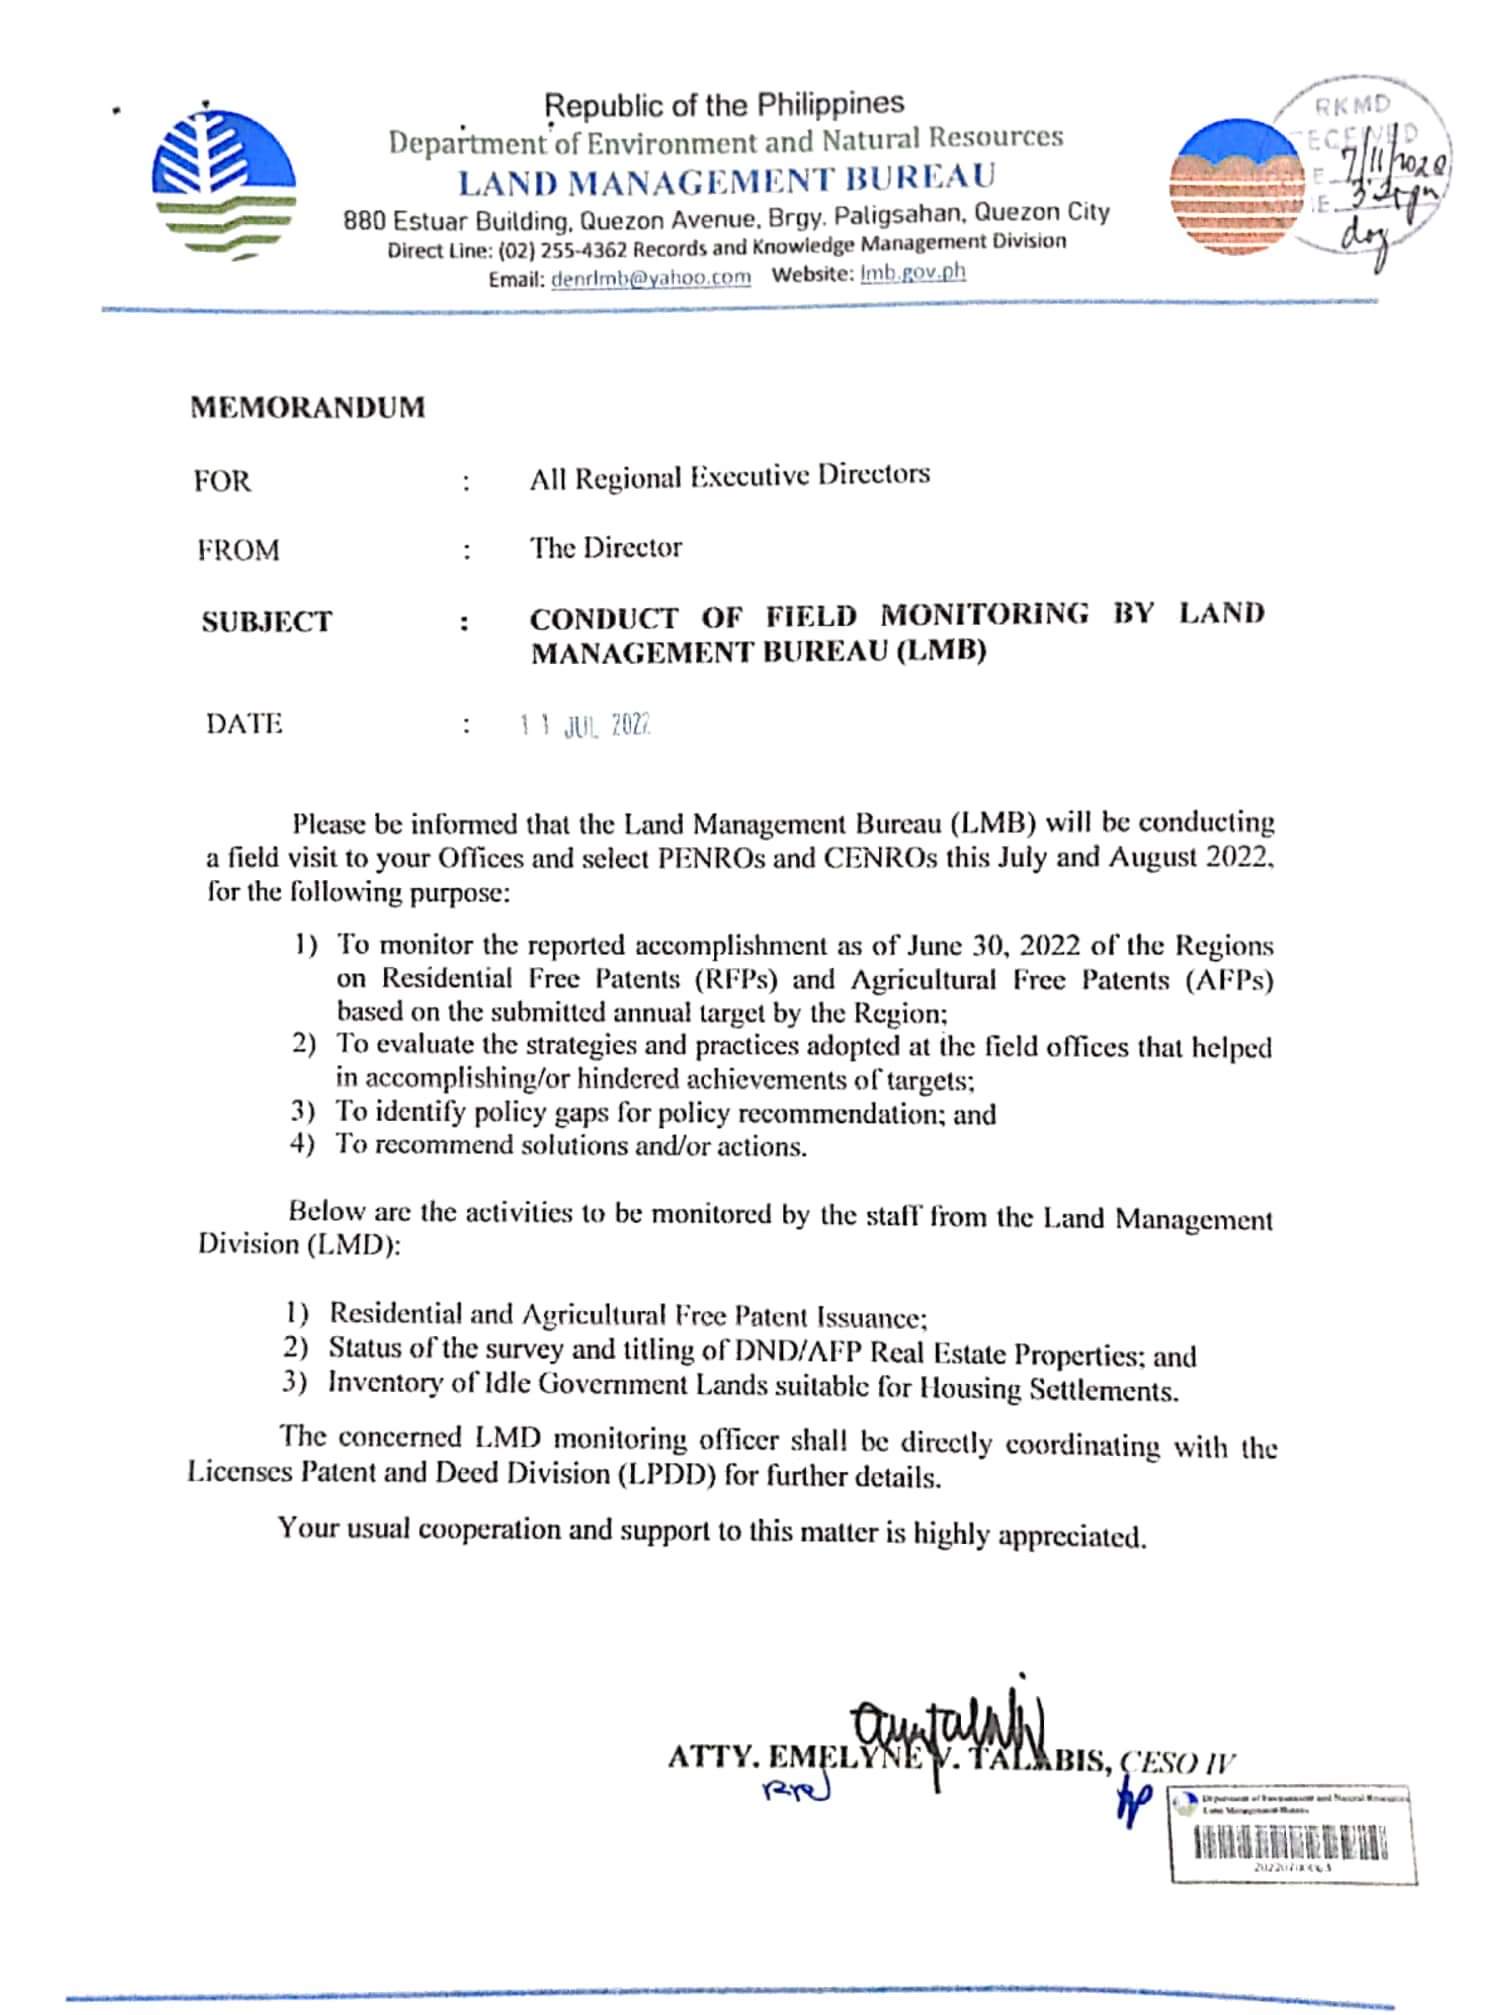 Republic of the Philippines
Department of Environment and Natural Resources
LAND MANAGEMENT BUREAU
880 Estuar Building, Quezon Avenue, Brgy. Paligsahan, Quezon City
Direct Line: (02) 255-4362 Records and Knowledge Management Division
Email: denrlmb@yahoo.com Website: lmb.gov.ph
RKMD
MEMORANDUM
FOR : All Regional Executive Directors
FROM : The Director
SUBJECT : CONDUCT OF FIELD MONITORING BY LAND
MANAGEMENT BUREAU (LMB)
DATE : 11 JUL 2022
Please be informed that the Land Management Bureau (LMB) will be conducting
a field visit to your Offices and select PENROs and CENROs this July and August 2022,
for the following purpose:
1) To monitor the reported accomplishment as of June 30, 2022 of the Regions
on Residential Free Patents (RFPs) and Agricultural Free Patents (AFPs)
based on the submitted annual target by the Region;
2) To evaluate the strategies and practices adopted at the field offices that helped
in accomplishing/or hindered achievements of targets;
3) To identify policy gaps for policy recommendation; and
4) To recommend solutions and/or actions.
Below are the activities to be monitored by the staff from the Land Management
Division (LMD):
1) Residential and Agricultural Free Patent Issuance;
2) Status of the survey and titling of DND/AFP Real Estate Properties; and
3) Inventory of Idle Government Lands suitable for Housing Settlements.
The concerned LMD monitoring officer shall be directly coordinating with the
Licenses Patent and Deed Division (LPDD) for further details.
Your usual cooperation and support to this matter is highly appreciated.
ATTY. EMELYNE V. TALABIS, CESO IV
Department of Environment and Natural Resources
Land Management Bureau